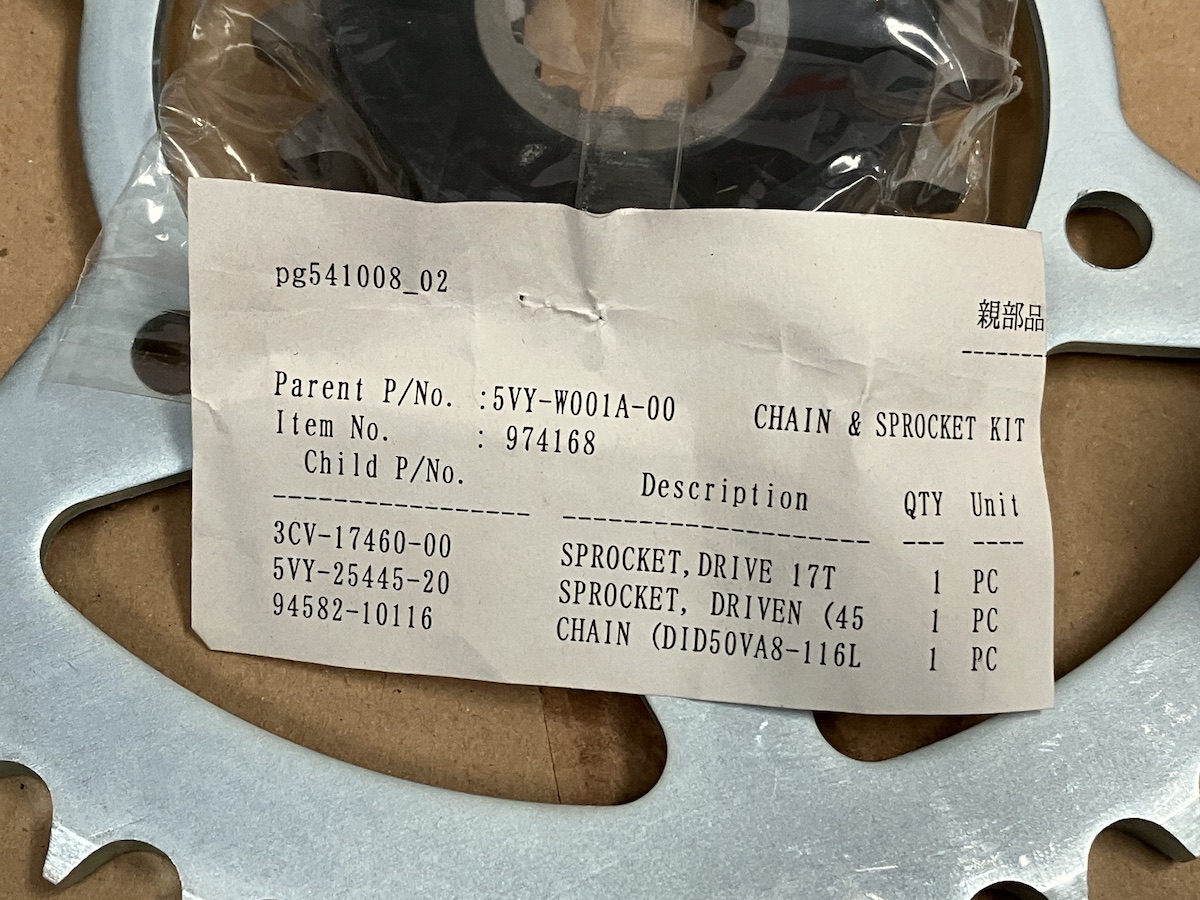 pg541008_02
親部品
Parent P/No. :5VY-W001A-00 CHAIN & SPROCKET KIT
Item No. : 974168
Child P/No. Description QTY Unit
3CV-17460-00 SPROCKET,DRIVE 17T 1 PC
5VY-25445-20 SPROCKET, DRIVEN (45 1 PC
94582-10116 CHAIN (DID50VA8-116L 1 PC